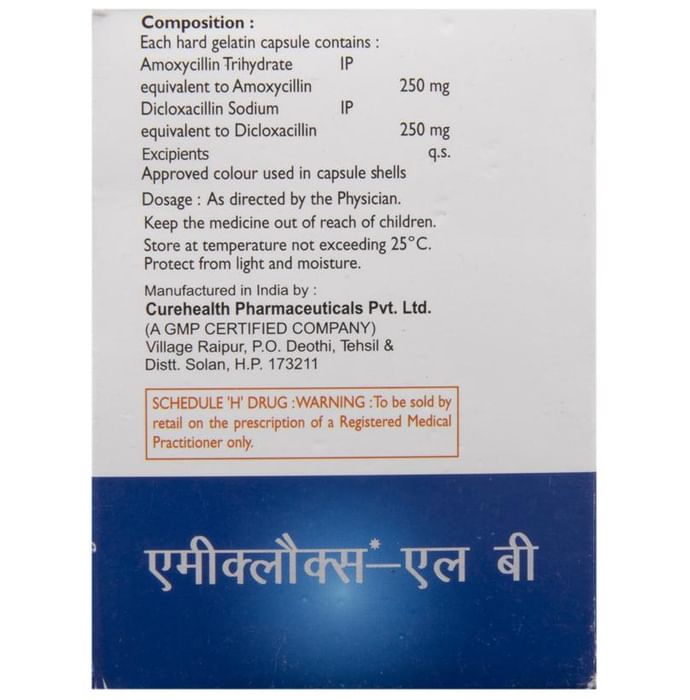 Composition :
Each hard gelatin capsule contains :
Amoxycillin Trihydrate IP
equivalent to Amoxycillin 250 mg
Dicloxacillin Sodium IP
equivalent to Dicloxacillin 250 mg
Excipients q.s.
Approved colour used in capsule shells
Dosage : As directed by the Physician.
Keep the medicine out of reach of children.
Store at temperature not exceeding 25°C.
Protect from light and moisture.
Manufactured in India by :
Curehealth Pharmaceuticals Pvt. Ltd.
(A GMP CERTIFIED COMPANY)
Village Raipur, P.O. Deothi, Tehsil &
Distt. Solan, H.P. 173211
SCHEDULE 'H' DRUG :WARNING :To be sold by
retail on the prescription of a Registered Medical
Practitioner only.
एमीक्लौक्स*–एल बी